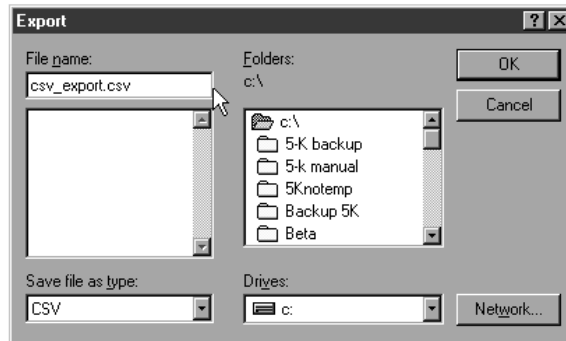 Export
File name:
csv_export.csv
Folders:
c:\
OK
Cancel
c:\
5-K backup
5-k manual
5Knotemp
Backup 5K
Beta
Save file as type:
CSV
Drives:
c:
Network...